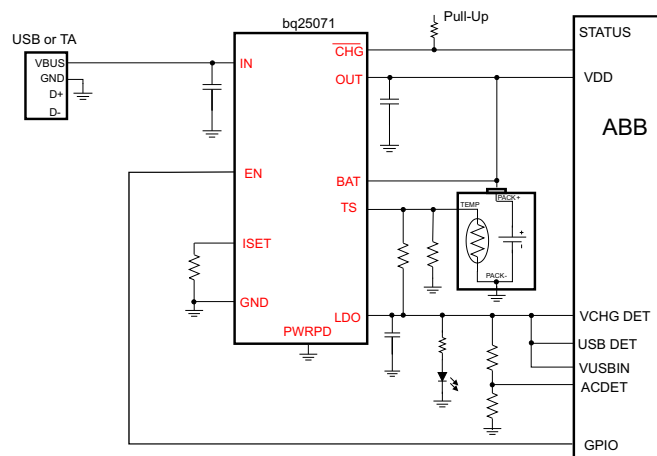 bq25071
Pull-Up
USB or TA
VBUS
GND
D+
D-
IN
EN
ISET
GND
PWRPD
CHG
OUT
BAT
TS
LDO
TEMP
PACK+
+
-
PACK-
STATUS
VDD
ABB
VCHG DET
USB DET
VUSBIN
ACDET
GPIO